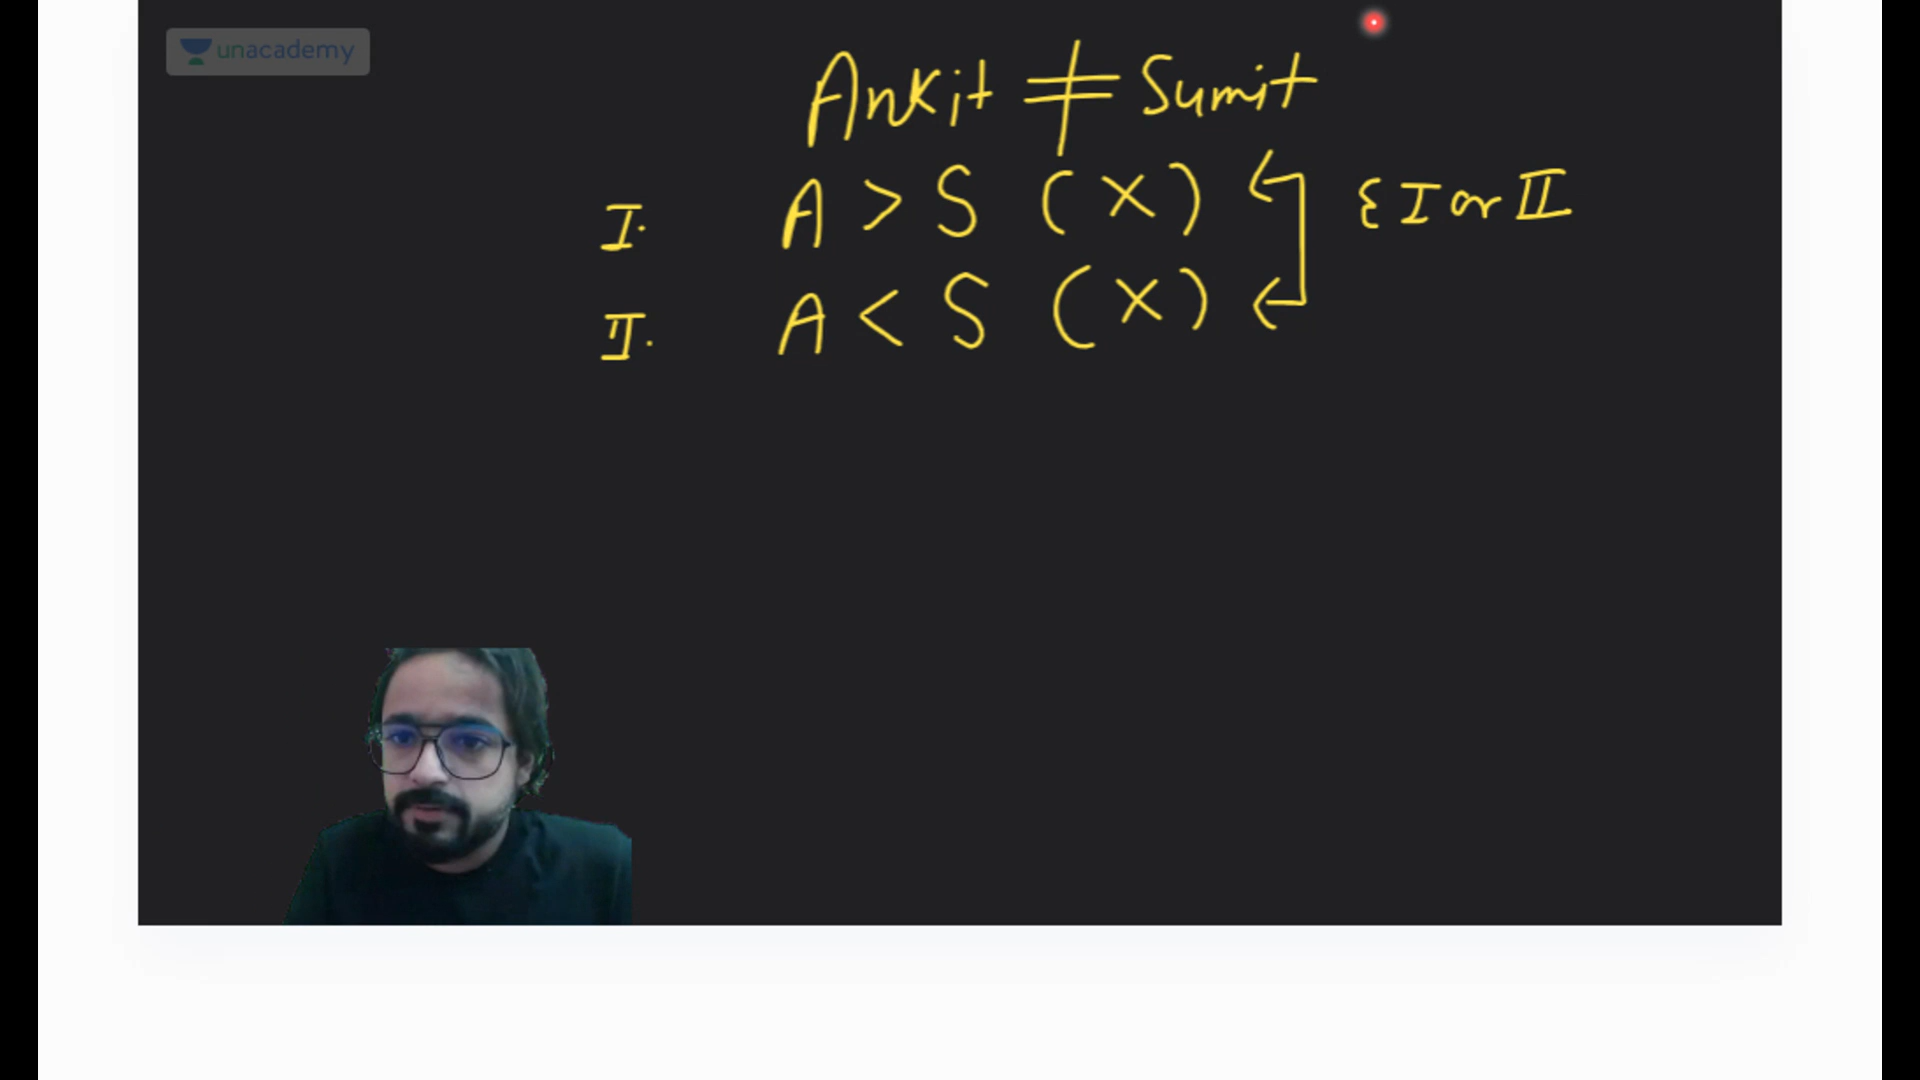 unacademy
Ankit ≠ Sumit
I. A > S (X) { I or II
II. A < S (X)